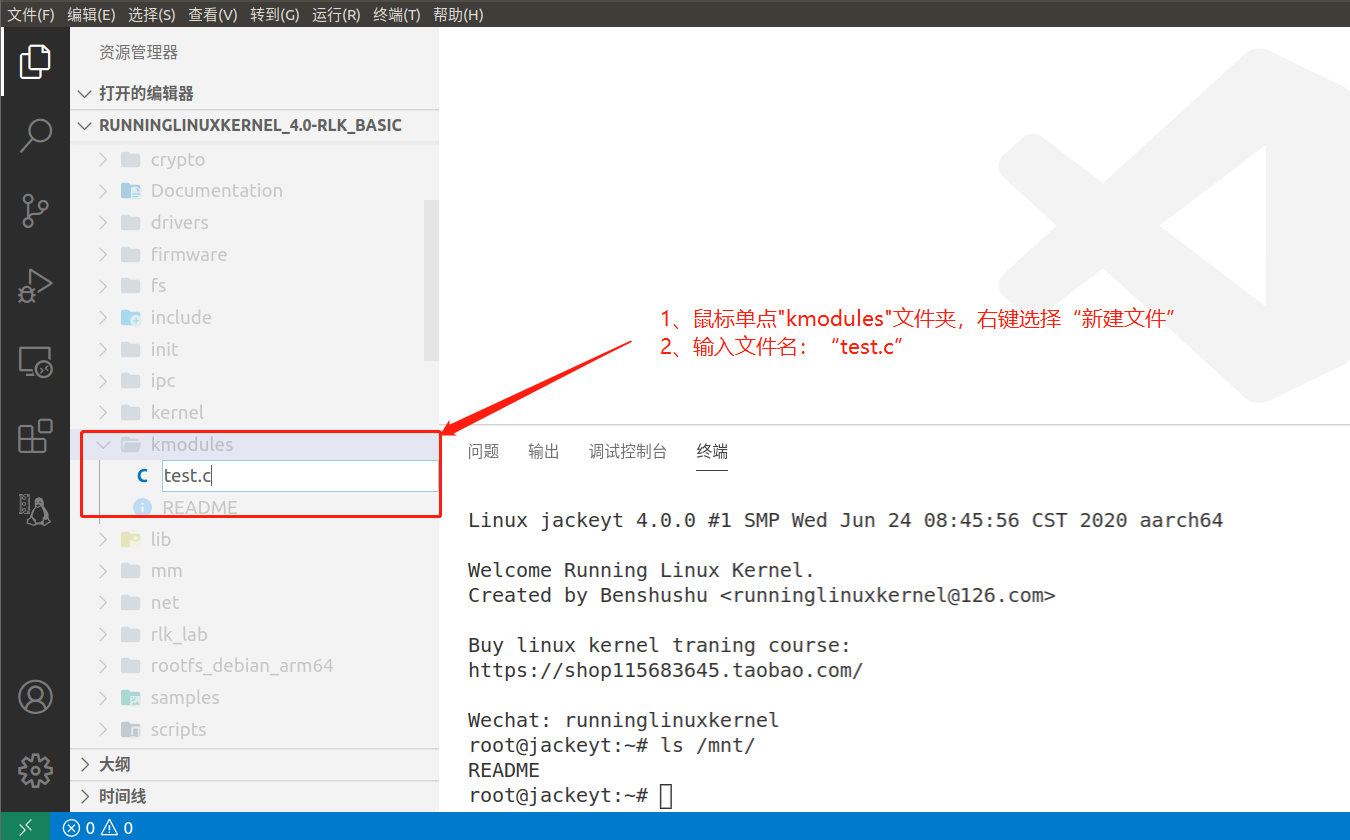 文件(F) 编辑(E) 选择(S) 查看(V) 转到(G) 运行(R) 终端(T) 帮助(H)
资源管理器
打开的编辑器
RUNNINGLINUXKERNEL_4.0-RLK_BASIC
crypto
Documentation
drivers
firmware
fs
include
init
ipc
kernel
kmodules
C test.c
README
lib
mm
net
rlk_lab
rootfs_debian_arm64
samples
scripts
大纲
时间线
1、鼠标单点"kmodules"文件夹，右键选择“新建文件”
2、输入文件名：“test.c”
问题 输出 调试控制台 终端
Linux jackeyt 4.0.0 #1 SMP Wed Jun 24 08:45:56 CST 2020 aarch64
Welcome Running Linux Kernel.
Created by Benshushu <runninglinuxkernel@126.com>
Buy linux kernel traning course:
https://shop115683645.taobao.com/
Wechat: runninglinuxkernel
root@jackeyt:~# ls /mnt/
README
root@jackeyt:~#
0 0